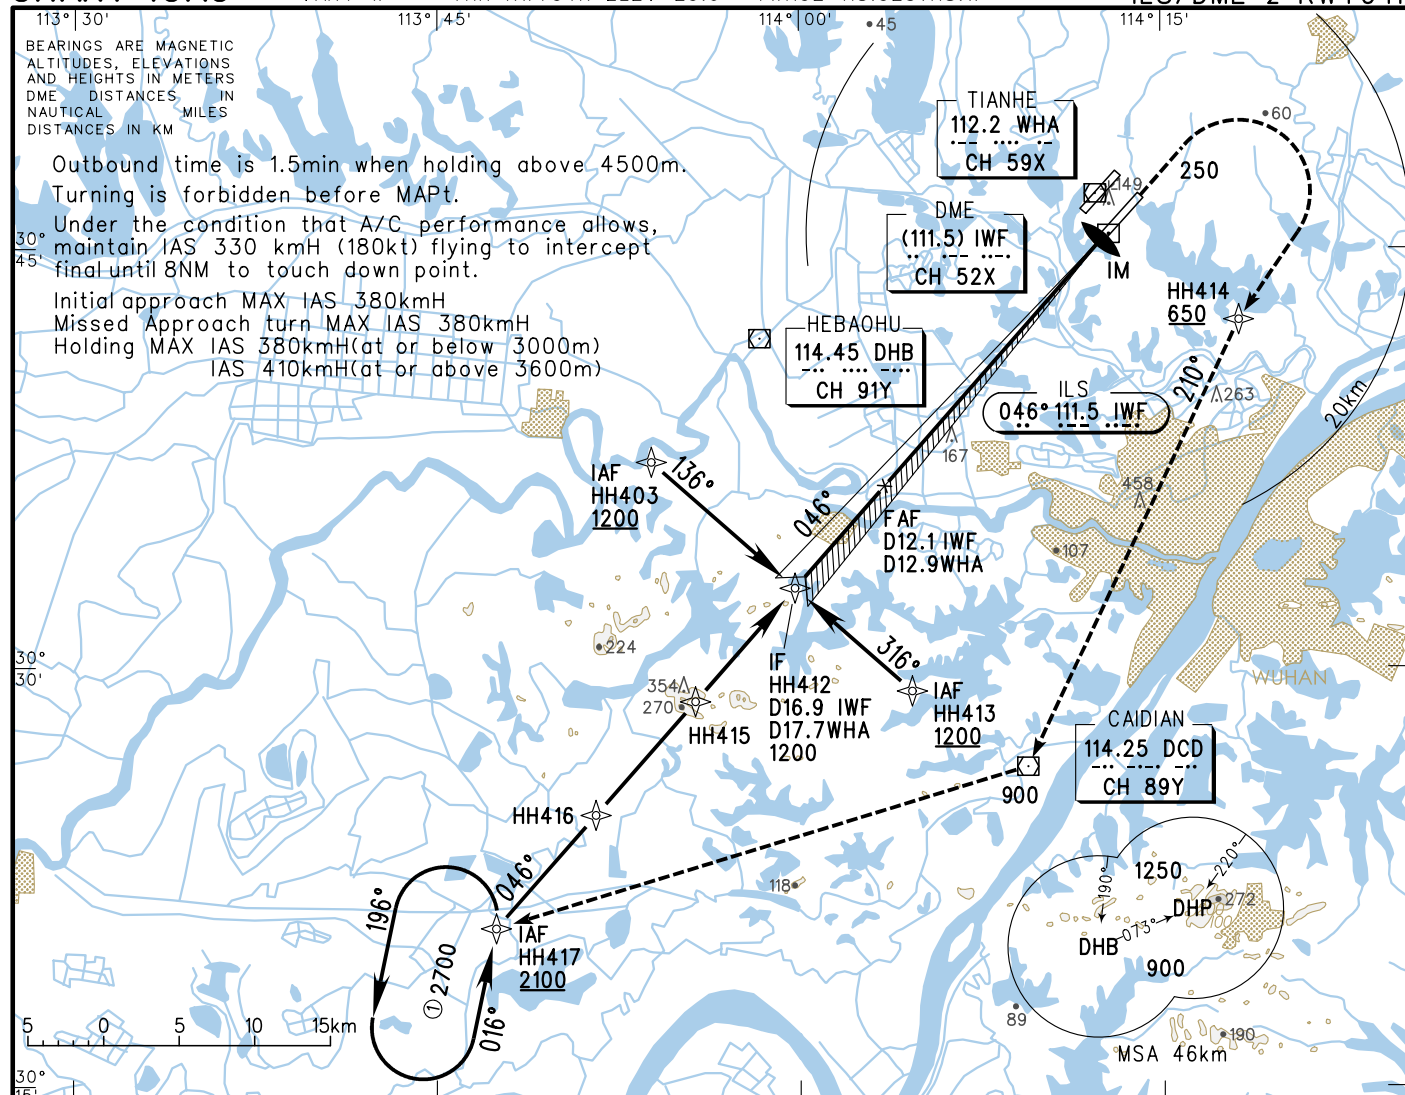 113° 30'
113° 45'
114° 00'
114° 15'
BEARINGS ARE MAGNETIC
ALTITUDES, ELEVATIONS
AND HEIGHTS IN METERS
DME DISTANCES IN
NAUTICAL MILES
DISTANCES IN KM
Outbound time is 1.5min when holding above 4500m.
Turning is forbidden before MAPt.
Under the condition that A/C performance allows,
maintain IAS 330 kmH (180kt) flying to intercept
final until 8NM to touch down point.
Initial approach MAX IAS 380kmH
Missed Approach turn MAX IAS 380kmH
Holding MAX IAS 380kmH(at or below 3000m)
IAS 410kmH(at or above 3600m)
30°
45'
45
60
TIANHE
112.2 WHA
CH 59X
149
250
DME
(111.5) IWF
CH 52X
IM
HH414
650
HEBAOHU
114.45 DHB
CH 91Y
210°
263
20km
ILS
046° 111.5 IWF
167
458
IAF
HH403
1200
136°
046°
FAF
D12.1 IWF
D12.9WHA
107
224
316°
30°
30'
IF
HH412
D16.9 IWF
D17.7WHA
1200
IAF
HH413
1200
354
270
HH415
WUHAN
CAIDIAN
114.25 DCD
CH 89Y
900
HH416
046°
118
196°
① 2700
016°
IAF
HH417
2100
190°
1250
220°
DHP
272
DHB
073°
900
89
190
MSA 46km
5 0 5 10 15km
30°
15'